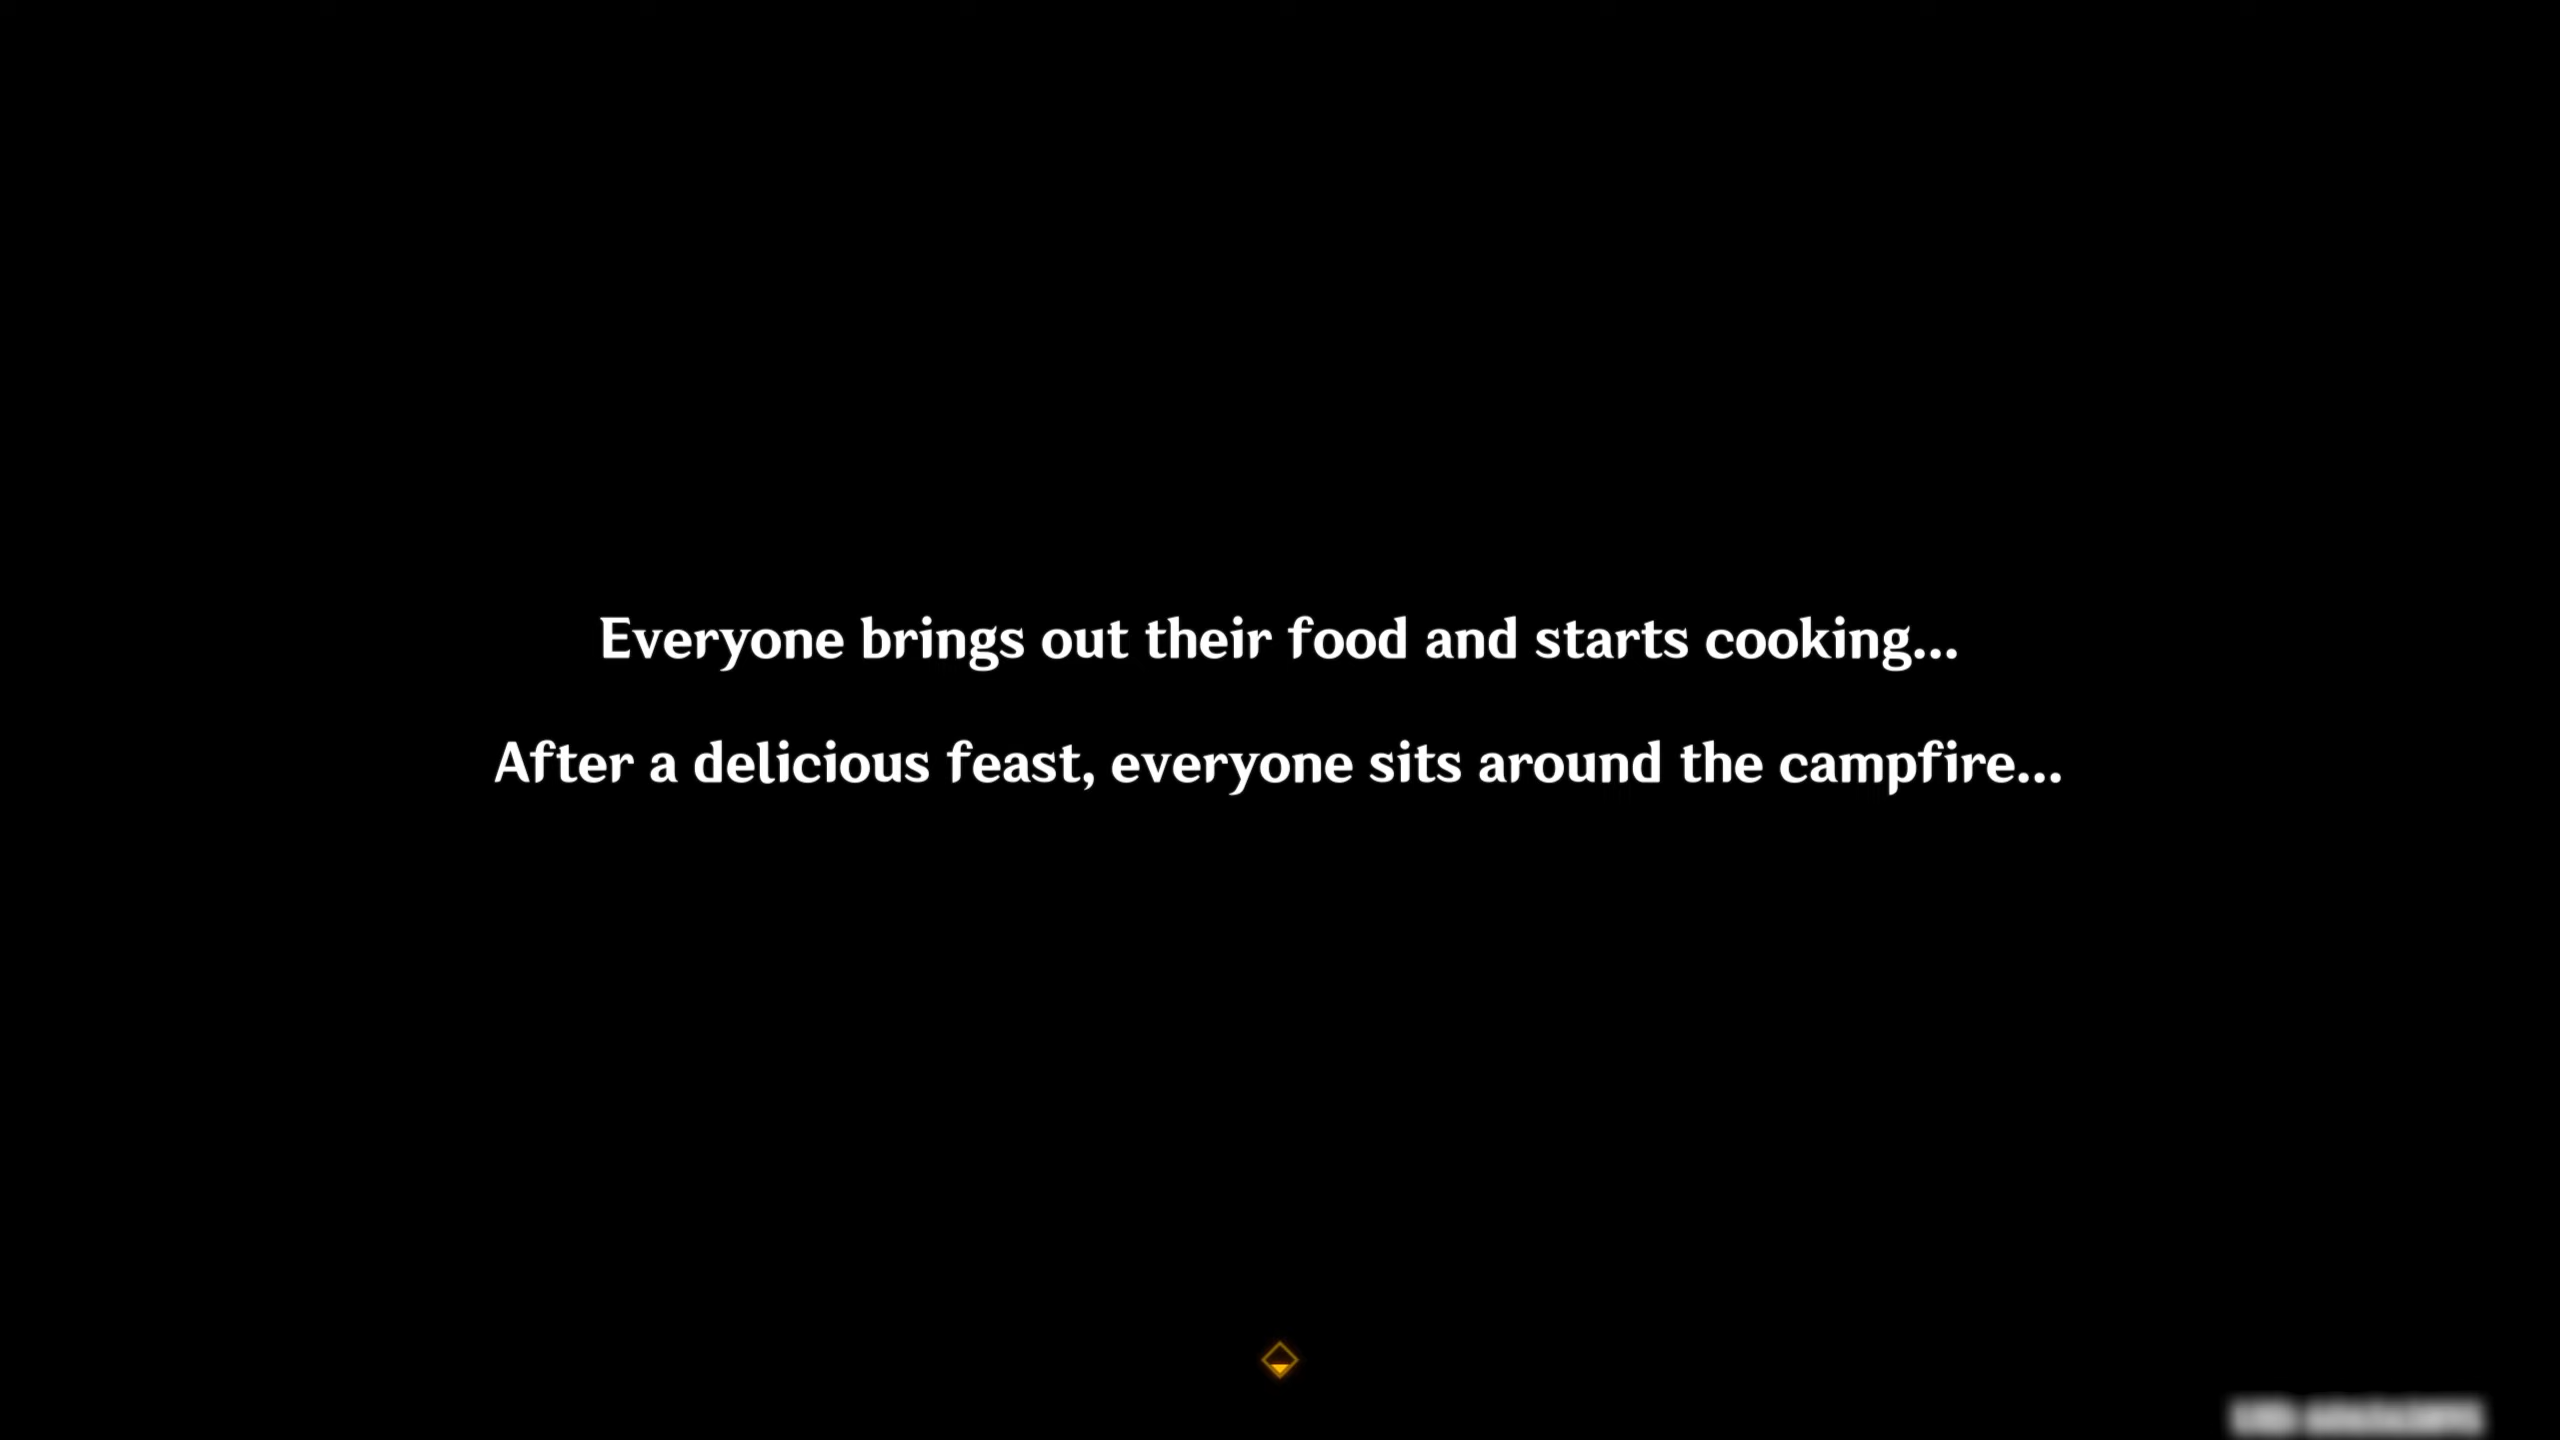 Everyone brings out their food and starts cooking...
After a delicious feast, everyone sits around the campfire...